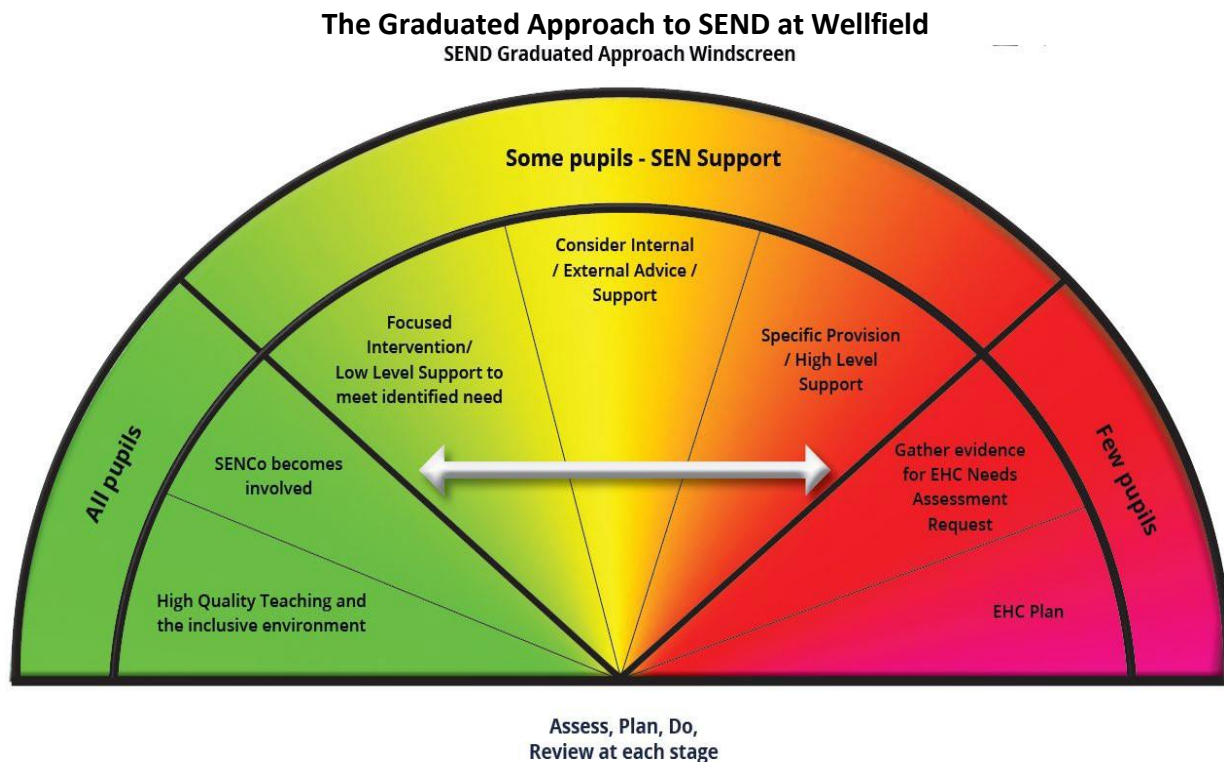 The Graduated Approach to SEND at Wellfield
SEND Graduated Approach Windscreen
Some pupils - SEN Support
All pupils
Few pupils
High Quality Teaching and
the inclusive environment
SENCo becomes
involved
Focused
Intervention/
Low Level Support to
meet identified need
Consider Internal
/ External Advice /
Support
Specific Provision
/ High Level
Support
Gather evidence
for EHC Needs
Assessment
Request
EHC Plan
Assess, Plan, Do,
Review at each stage